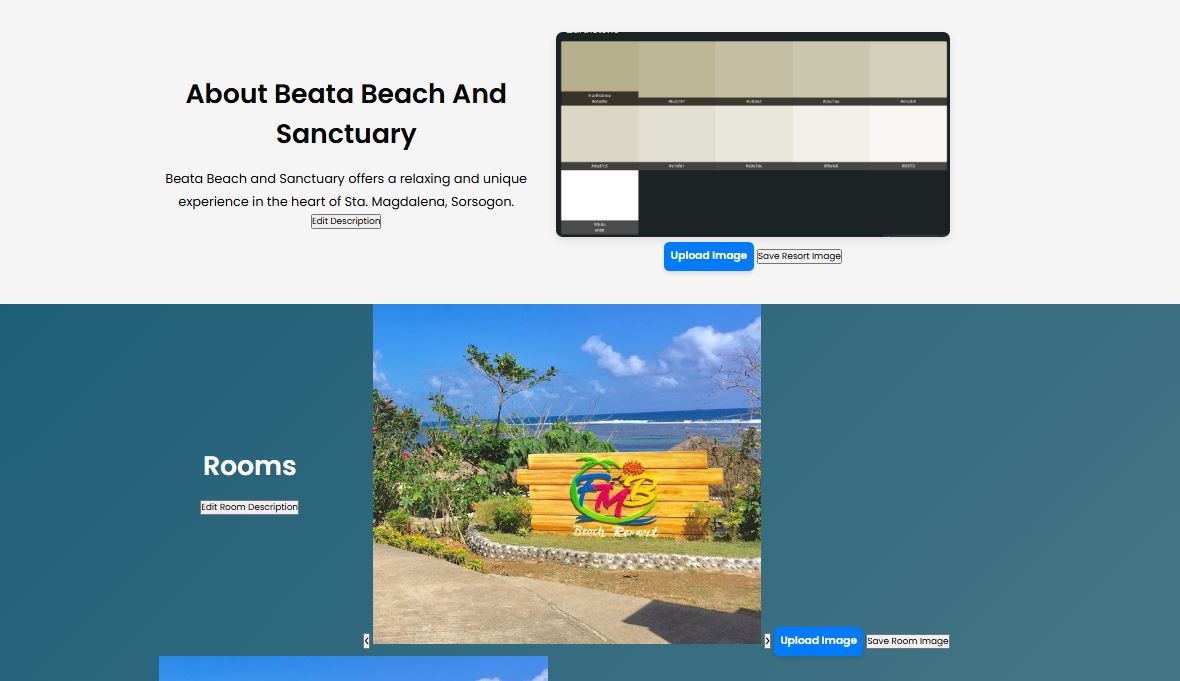 About Beata Beach And
Sanctuary
Beata Beach and Sanctuary offers a relaxing and unique
experience in the heart of Sta. Magdalena, Sorsogon.
Edit Description
Upload Image
Save Resort Image
Rooms
Edit Room Description
FMB
Beach Resort
‹
›
Upload Image
Save Room Image